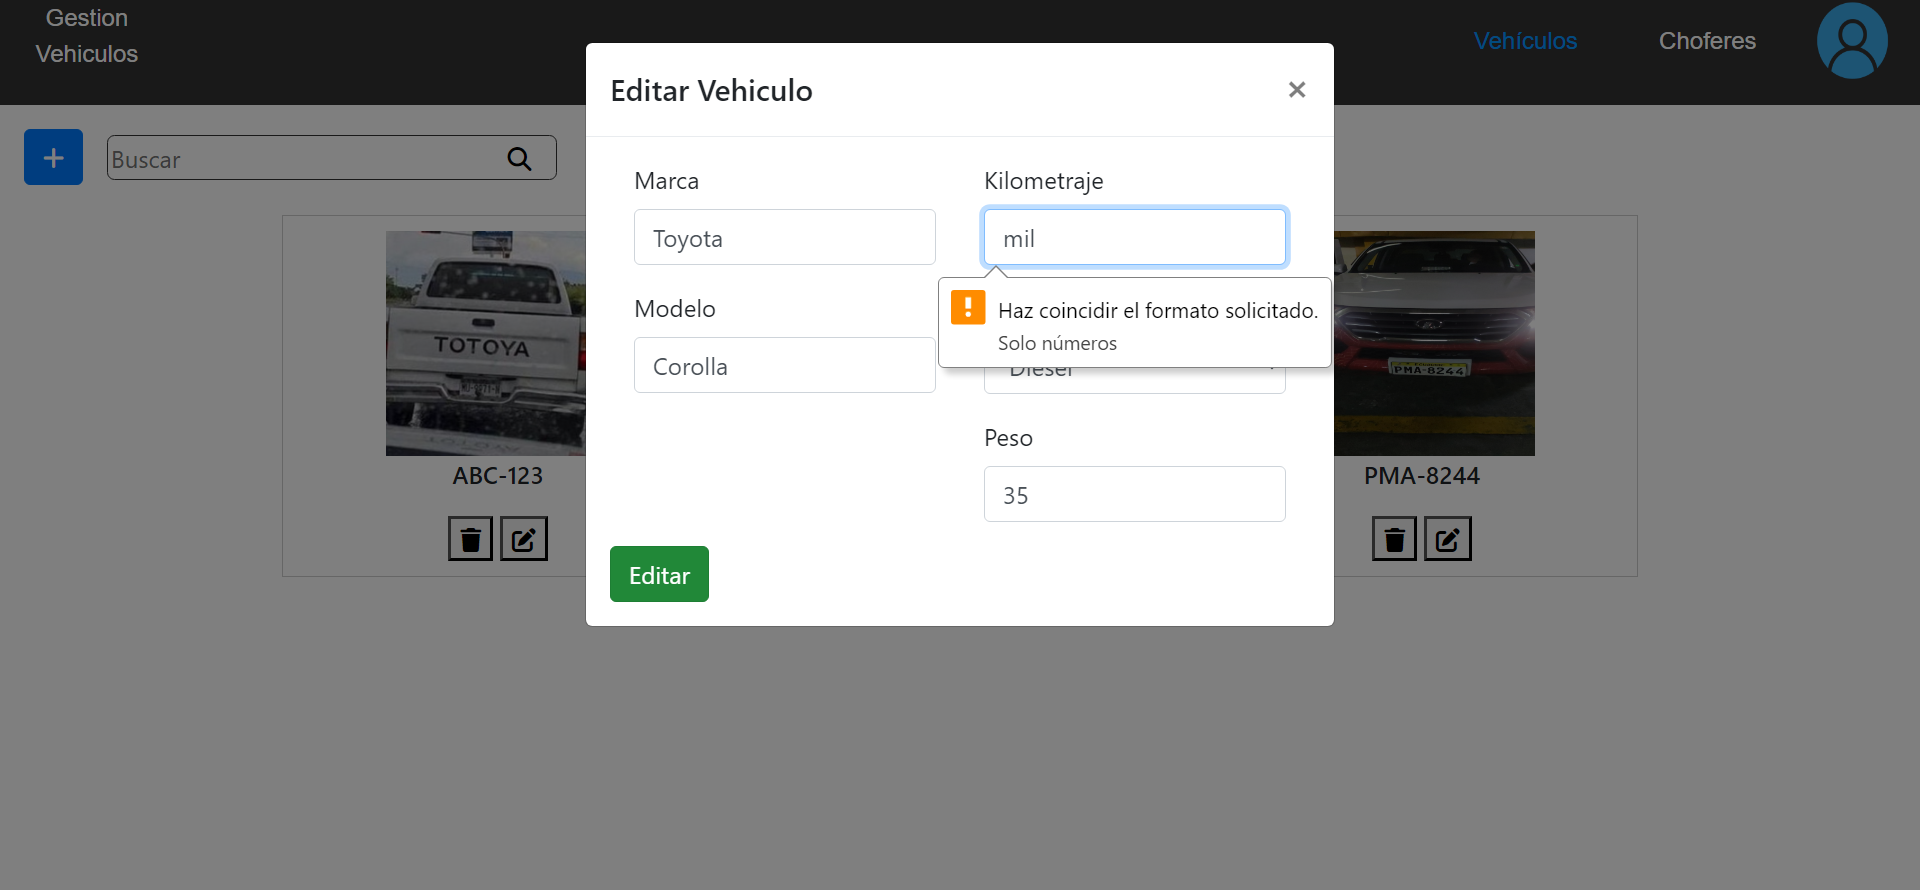 Gestion
Vehiculos
Vehículos
Choferes
Editar Vehiculo
×
Buscar
Marca
Kilometraje
Toyota
mil
Haz coincidir el formato solicitado.
Solo números
Modelo
Corolla
Diesel
Peso
35
Editar
TOTOYA
ABC-123
PMA-8244
PMA-8244